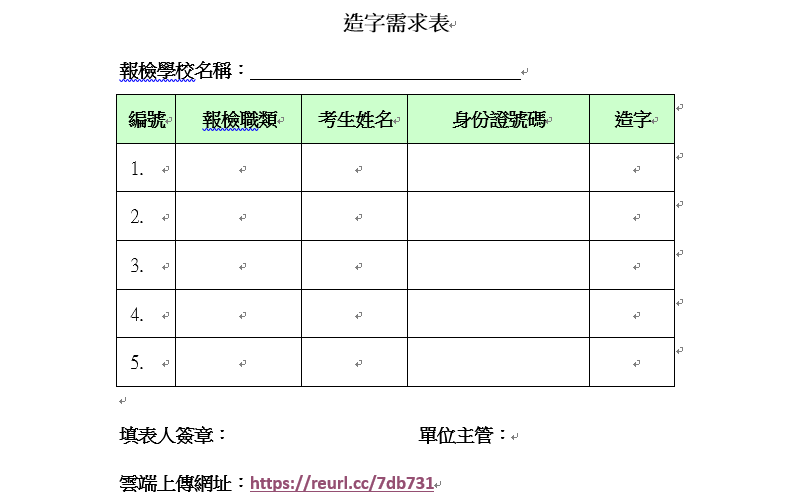 造字需求表
報檢學校名稱：
編號 報檢職類 考生姓名 身份證號碼 造字
1.
2.
3.
4.
5.
填表人簽章： 單位主管：
雲端上傳網址：https://reurl.cc/7db731